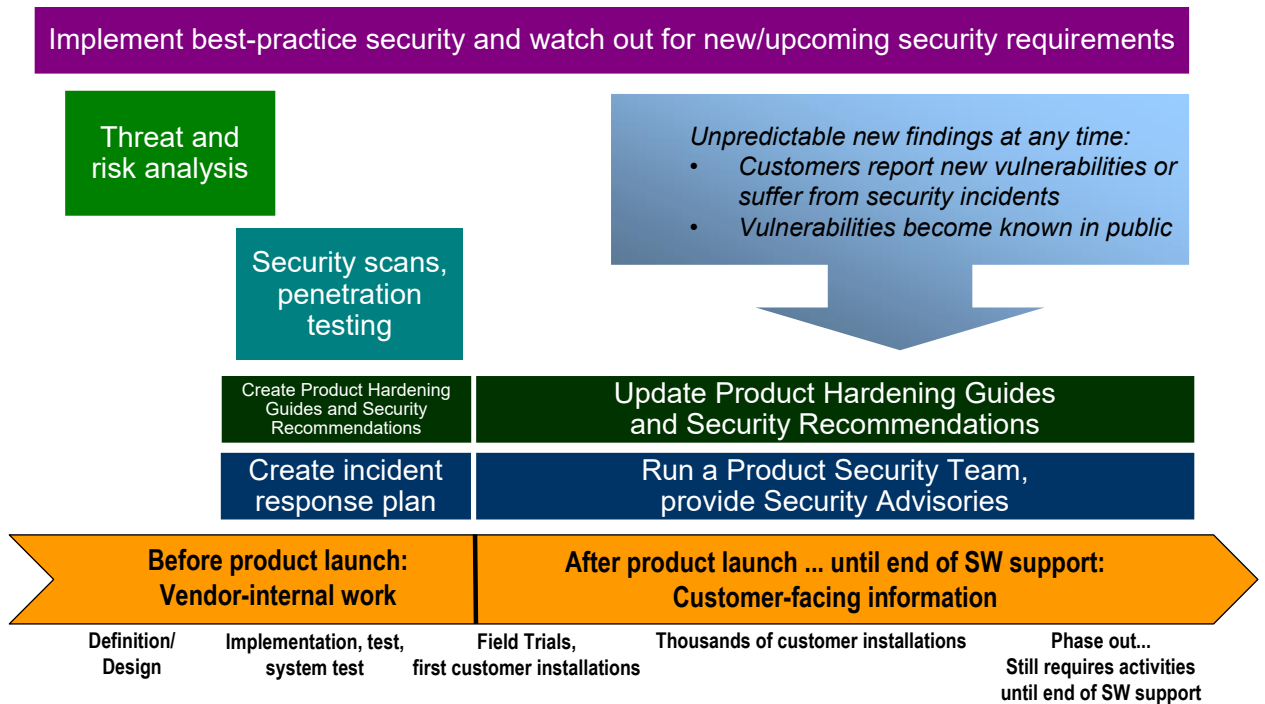 Implement best-practice security and watch out for new/upcoming security requirements
Threat and
risk analysis
Unpredictable new findings at any time:
• Customers report new vulnerabilities or
suffer from security incidents
• Vulnerabilities become known in public
Security scans,
penetration
testing
Create Product Hardening
Guides and Security
Recommendations
Update Product Hardening Guides
and Security Recommendations
Create incident
response plan
Run a Product Security Team,
provide Security Advisories
Before product launch:
Vendor-internal work
After product launch ... until end of SW support:
Customer-facing information
Definition/
Design
Implementation, test,
system test
Field Trials,
first customer installations
Thousands of customer installations
Phase out...
Still requires activities
until end of SW support